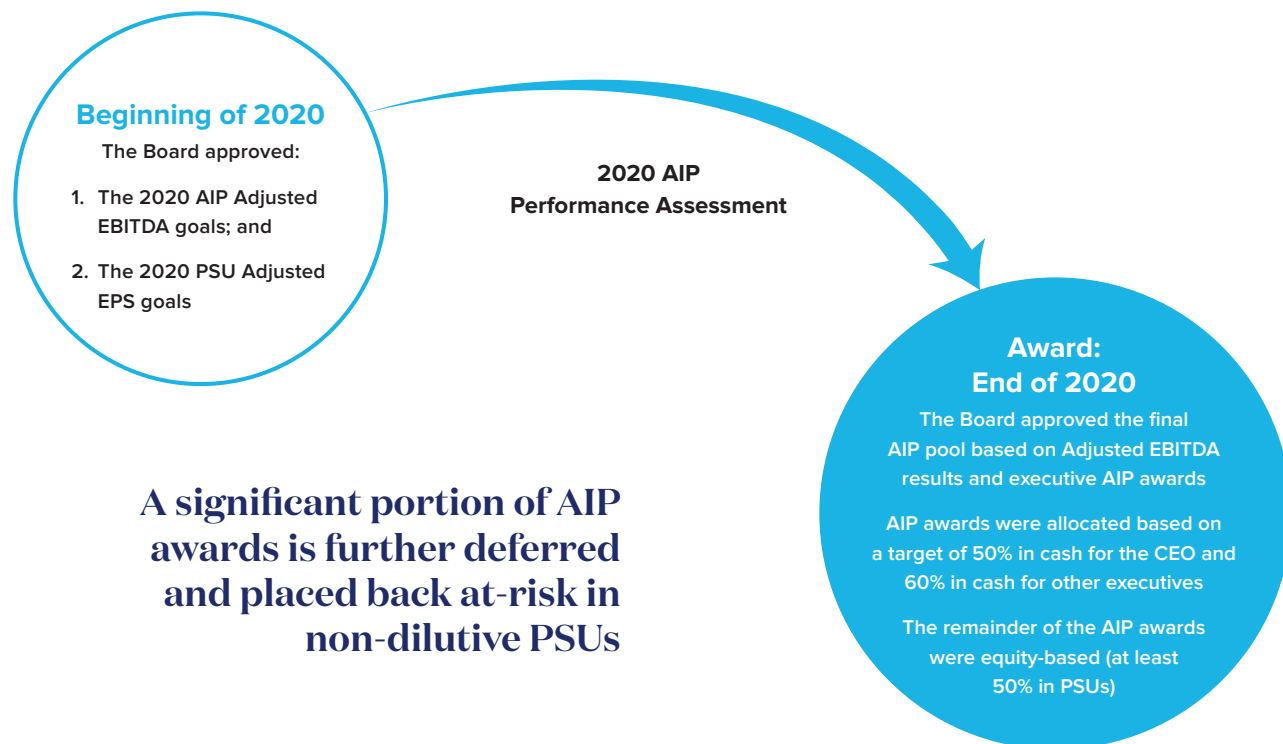 Beginning of 2020
The Board approved:
1. The 2020 AIP Adjusted
EBITDA goals; and
2. The 2020 PSU Adjusted
EPS goals
2020 AIP
Performance Assessment
Award:
End of 2020
The Board approved the final
AIP pool based on Adjusted EBITDA
results and executive AIP awards
AIP awards were allocated based on
a target of 50% in cash for the CEO and
60% in cash for other executives
The remainder of the AIP awards
were equity-based (at least
50% in PSUs)
A significant portion of AIP
awards is further deferred
and placed back at-risk in
non-dilutive PSUs